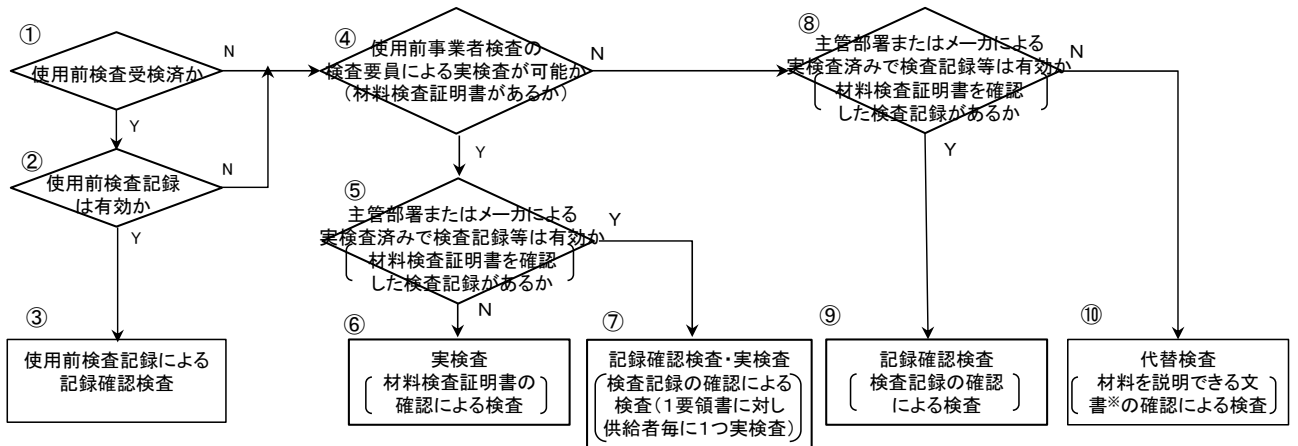 ①
使用前検査受検済か
N
Y
②
使用前検査記録
は有効か
N
Y
③
使用前検査記録による
記録確認検査
④
使用前事業者検査の
検査要員による実検査が可能か
(材料検査証明書があるか)
N
Y
⑤
主管部署またはメーカによる
実検査済みで検査記録等は有効か
材料検査証明書を確認
した検査記録があるか
Y
N
⑥
実検査
材料検査証明書の
確認による検査
⑦
記録確認検査・実検査
検査記録の確認による
検査(1要領書に対し
供給者毎に1つ実検査)
⑧
主管部署またはメーカによる
実検査済みで検査記録等は有効か
材料検査証明書を確認
した検査記録があるか
N
Y
⑨
記録確認検査
検査記録の確認
による検査
⑩
代替検査
材料を説明できる文
書※の確認による検査